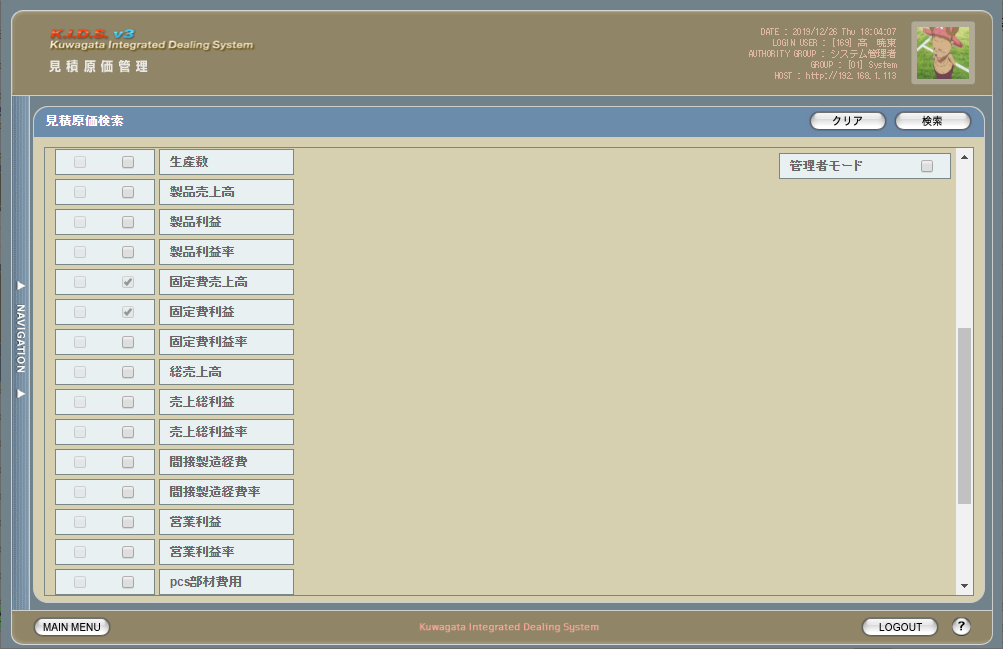 K.i.D.S. v3
Kuwagata Integrated Dealing System
見積原価管理
DATE : 2019/12/26 Thu 18:04:07
LOGIN USER : [169] 高 暁東
AUTHORITY GROUP : システム管理者
GROUP : [01] System
HOST : http://192.168.1.113
見積原価検索
クリア
検索
管理者モード
生産数
製品売上高
製品利益
製品利益率
固定費売上高
固定費利益
固定費利益率
総売上高
売上総利益
売上総利益率
間接製造経費
間接製造経費率
営業利益
営業利益率
pcs部材費用
NAVIGATION
MAIN MENU
Kuwagata Integrated Dealing System
LOGOUT
?